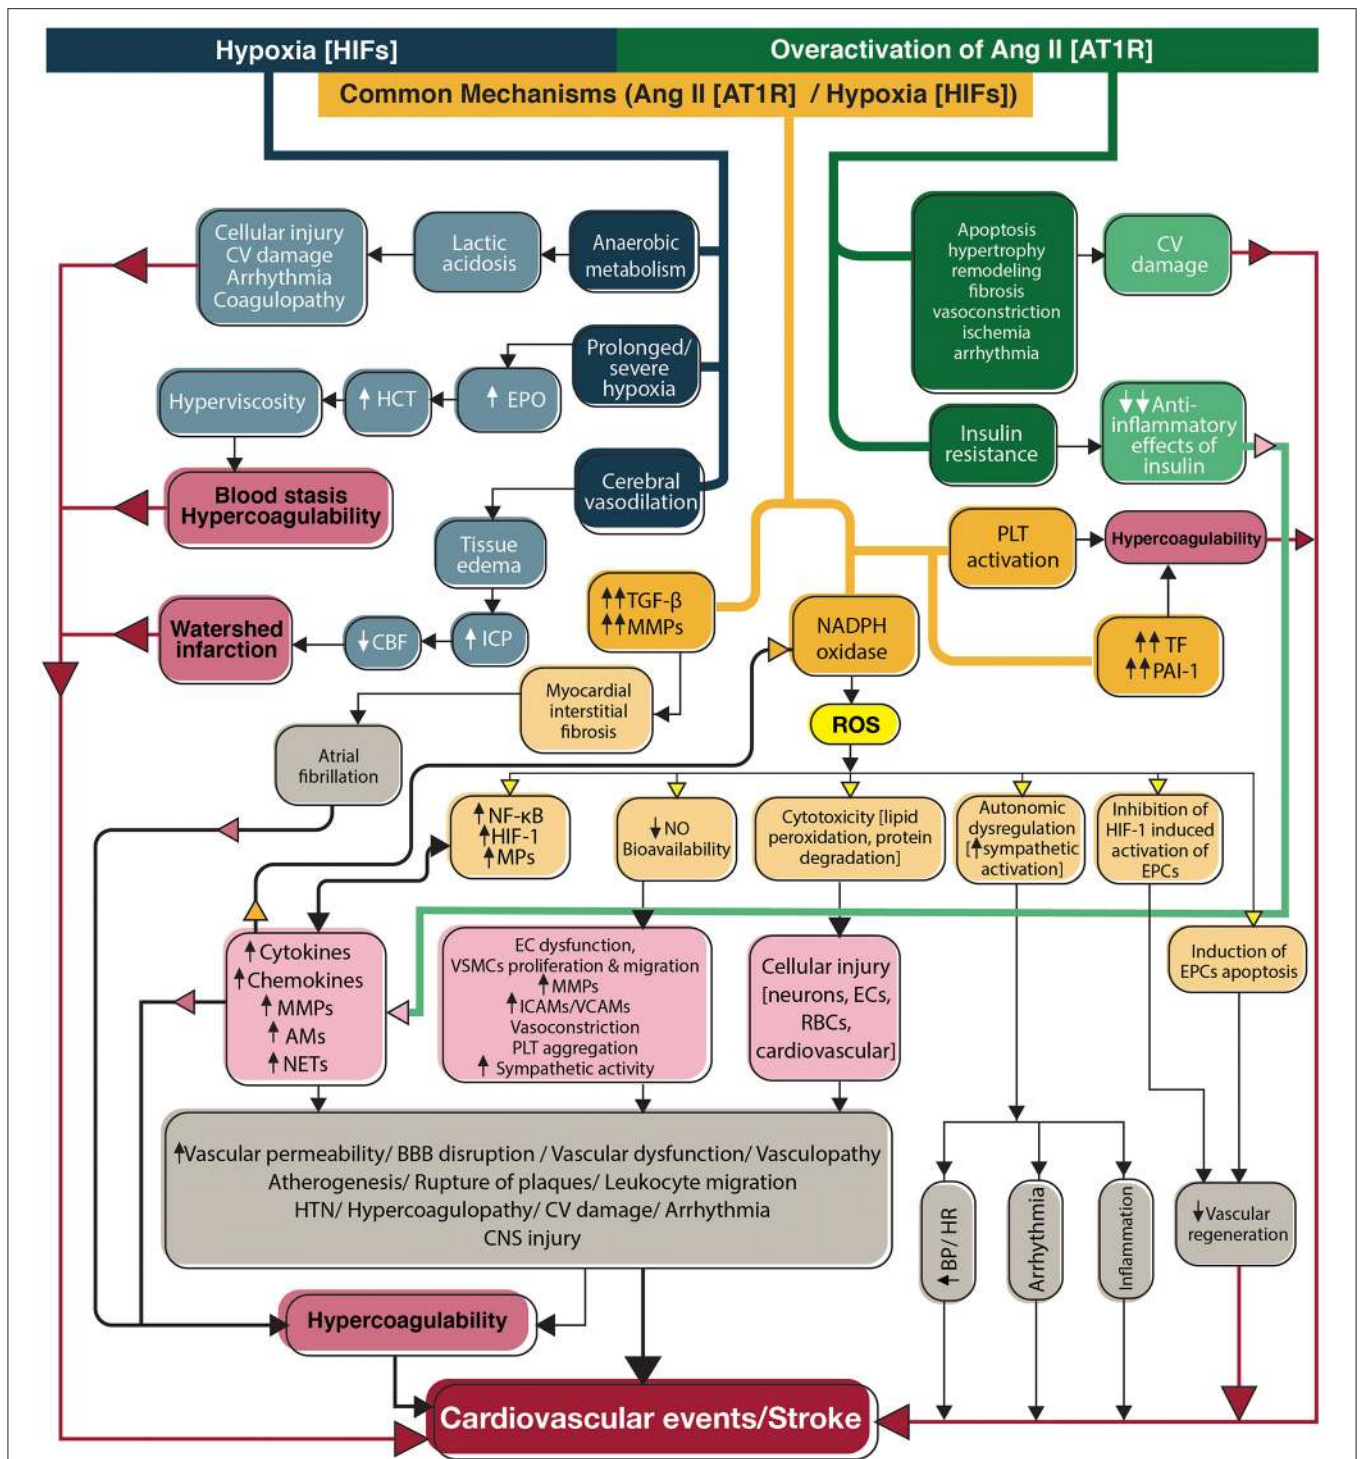 Hypoxia [HIFs]
Overactivation of Ang II [AT1R]
Common Mechanisms (Ang II [AT1R] / Hypoxia [HIFs])
Cellular injury
CV damage
Arrhythmia
Coagulopathy
Lactic
acidosis
Anaerobic
metabolism
Apoptosis
hypertrophy
remodeling
fibrosis
vasoconstriction
ischemia
arrhythmia
CV
damage
Prolonged/
severe
hypoxia
↑ EPO
↑ HCT
Hyperviscosity
Insulin
resistance
↓↓Anti-
inflammatory
effects of
insulin
Blood stasis
Hypercoagulability
Cerebral
vasodilation
Tissue
edema
PLT
activation
Hypercoagulability
↑↑TGF-β
↑↑MMPs
NADPH
oxidase
↑↑ TF
↑↑PAI-1
Watershed
infarction
↓CBF
↑ ICP
Myocardial
interstitial
fibrosis
ROS
Atrial
fibrillation
↑NF-κB
↑HIF-1
↑MPs
↓NO
Bioavailability
Cytotoxicity [lipid
peroxidation, protein
degradation]
Autonomic
dysregulation
[↑sympathetic
activation]
Inhibition of
HIF-1 induced
activation of
EPCs
Induction of
EPCs apoptosis
↑Cytokines
↑Chemokines
↑MMPs
↑AMs
↑NETs
EC dysfunction,
VSMCs proliferation & migration
↑MMPs
↑ICAMs/VCAMs
Vasoconstriction
PLT aggregation
↑ Sympathetic activity
Cellular injury
[neurons, ECs,
RBCs,
cardiovascular]
↑Vascular permeability/ BBB disruption / Vascular dysfunction/ Vasculopathy
Atherogenesis/ Rupture of plaques/ Leukocyte migration
HTN/ Hypercoagulopathy/ CV damage/ Arrhythmia
CNS injury
↑BP/ HR
Arrhythmia
Inflammation
↓Vascular
regeneration
Hypercoagulability
Cardiovascular events/Stroke